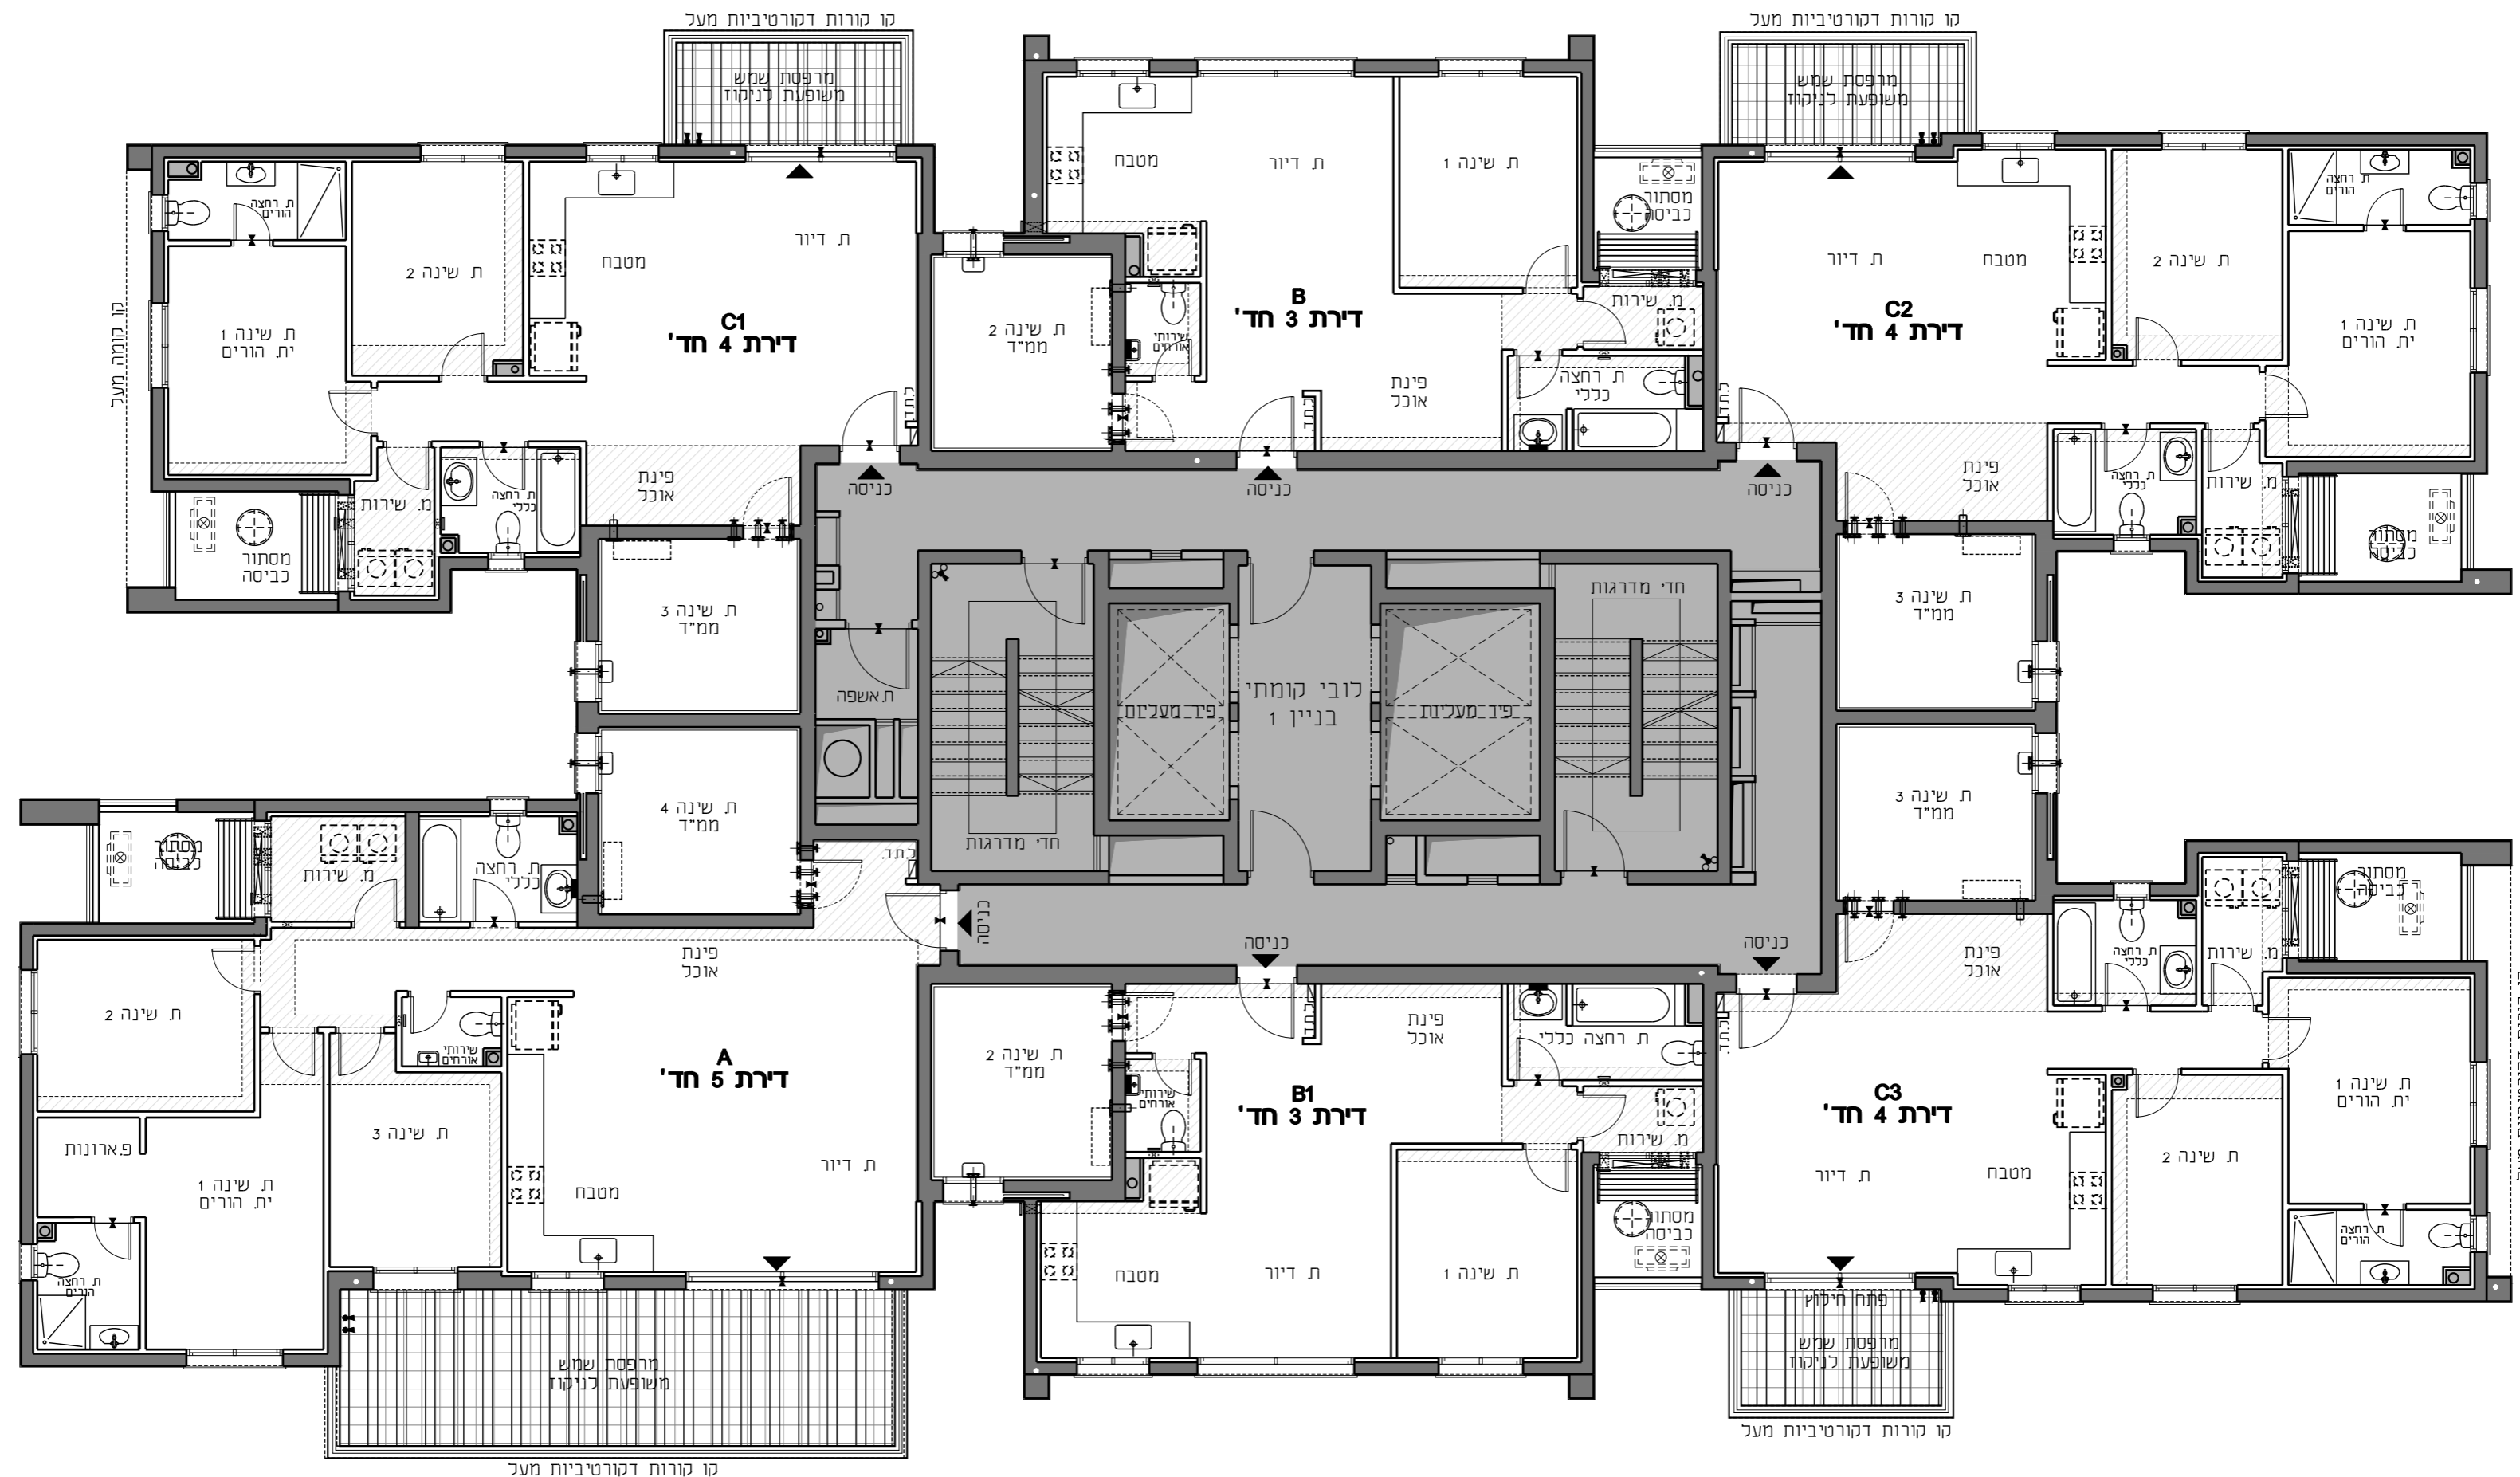 קו קורות דקורטיביות מעל
מרפסת שמש
משופעת לניקוז
ת. רחצה
הורים
ת. שינה 2
מטבח
ת. דיור
ת. שינה 1
ית. הורים
C1
דירת 4 חד'
קו קומה מעל
ל.ת.ד.
פינת
אוכל
מ. שירות
ת. רחצה
כללי
מסתור
כביסה
ת. שינה 3
ממ"ד
כניסה
מטבח
ת. דיור
ת. שינה 1
B
דירת 3 חד'
ת. שינה 2
ממ"ד
שירותי
אורחים
מסתור
כביסה
מ. שירות
ת. רחצה
כללי
פינת
אוכל
ל.ת.ד.
כניסה
קו קורות דקורטיביות מעל
מרפסת שמש
משופעת לניקוז
ת. דיור
מטבח
ת. שינה 2
ת. רחצה
הורים
ת. שינה 1
ית. הורים
C2
דירת 4 חד'
ל.ת.ד.
פינת
אוכל
ת. רחצה
כללי
מ. שירות
מסתור
כביסה
ת. שינה 3
ממ"ד
כניסה
ת.אשפה
חדי מדרגות
פיר מעליות
לובי קומתי
בניין 1
פיר מעליות
חדי מדרגות
ת. שינה 4
ממ"ד
ל.ת.ד.
כניסה
מסתור
כביסה
מ. שירות
ת. רחצה
כללי
פינת
אוכל
ת. שינה 2
שירותי
אורחים
A
דירת 5 חד'
פ.ארונות
ת. שינה 1
ית. הורים
ת. שינה 3
מטבח
ת. דיור
ת. רחצה
הורים
מרפסת שמש
משופעת לניקוז
קו קורות דקורטיביות מעל
כניסה
ל.ת.ד.
פינת
אוכל
ת. רחצה כללי
ת. שינה 2
ממ"ד
שירותי
אורחים
B1
דירת 3 חד'
מ. שירות
מסתור
כביסה
מטבח
ת. דיור
ת. שינה 1
כניסה
ל.ת.ד.
ת. שינה 3
ממ"ד
פינת
אוכל
ת. רחצה
כללי
מ. שירות
מסתור
כביסה
C3
דירת 4 חד'
ת. שינה 1
ית. הורים
ת. שינה 2
מטבח
ת. דיור
ת. רחצה
הורים
פתח חילוץ
מרפסת שמש
משופעת לניקוז
קו קורות דקורטיביות מעל